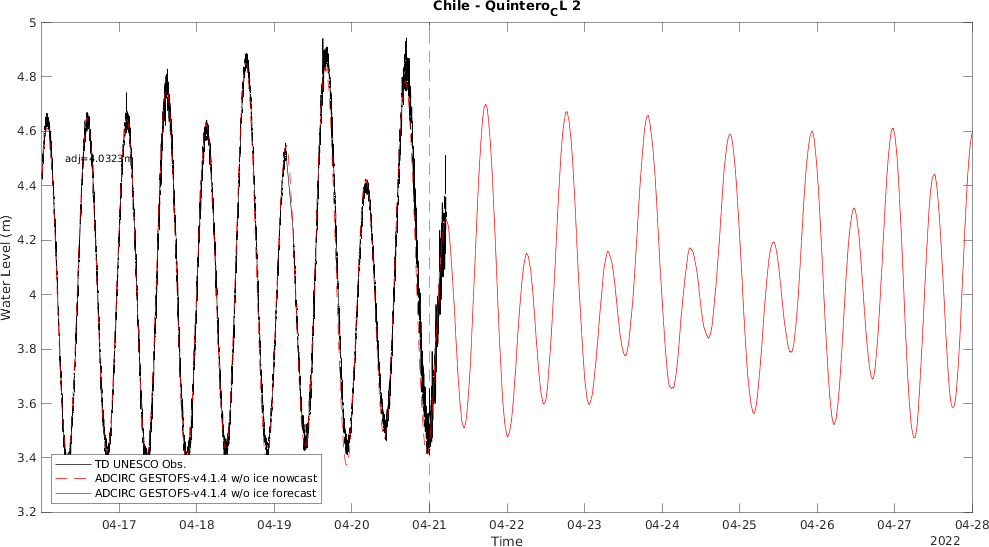 Chile - Quintero_CL 2
5
4.8
4.6
4.4
4.2
4
3.8
3.6
3.4
3.2
Water Level (m)
adj=4.0323m
TD UNESCO Obs.
ADCIRC GESTOFS-v4.1.4 w/o ice nowcast
ADCIRC GESTOFS-v4.1.4 w/o ice forecast
04-17 04-18 04-19 04-20 04-21 04-22 04-23 04-24 04-25 04-26 04-27 04-28
Time
2022